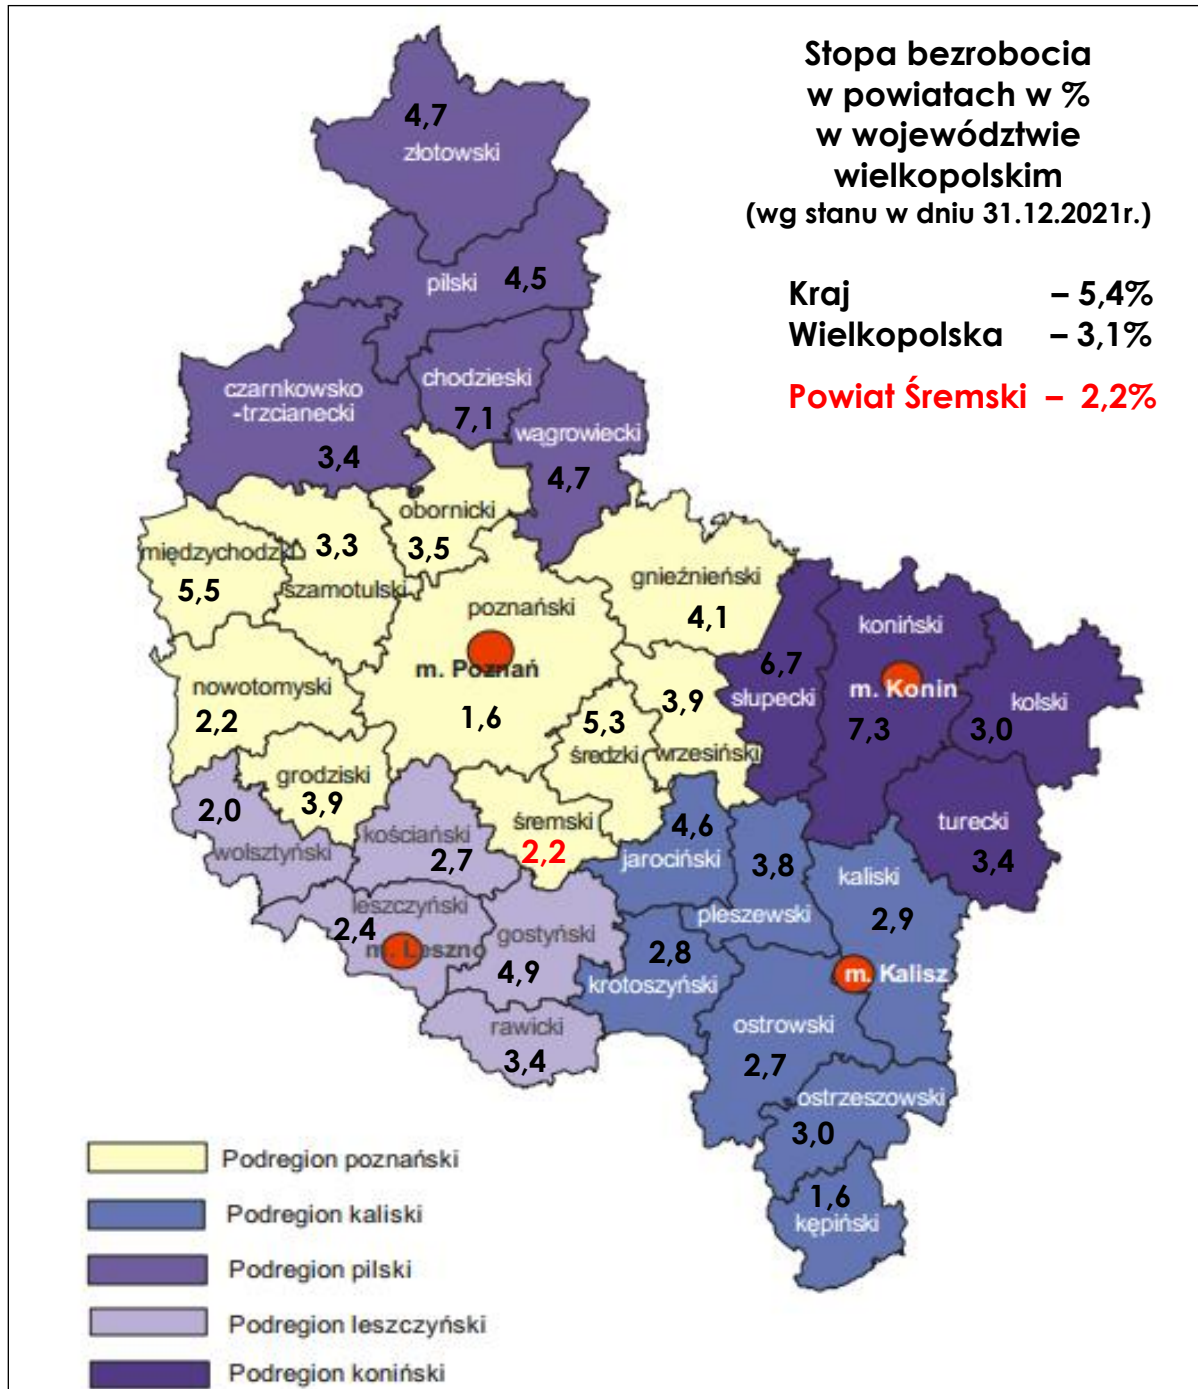 Stopa bezrobocia
w powiatach w %
w województwie
wielkopolskim
(wg stanu w dniu 31.12.2021r.)
Kraj – 5,4%
Wielkopolska – 3,1%
Powiat Śremski – 2,2%
4,7
złotowski
pilski 4,5
czarnkowsko
-trzcianecki
3,4
chodzieski
7,1
wągrowiecki
4,7
obornicki
3,5
międzychodzki
5,5
3,3
szamotulski
poznański
m. Poznań
1,6
gnieźnieński
4,1
nowotomyski
2,2
grodziski
3,9
5,3
średzki
3,9
wrzesiński
śremski
2,2
6,7
słupecki
koniński
m. Konin
7,3
kolski
3,0
turecki
3,4
2,0
wolsztyński
kościański
2,7
leszczyński
2,4
m. Leszno
gostyński
4,9
rawicki
3,4
4,6
jarociński
3,8
pleszewski
kaliski
2,9
m. Kalisz
2,8
krotoszyński
ostrowski
2,7
ostrzeszowski
3,0
1,6
kępiński
Podregion poznański
Podregion kaliski
Podregion pilski
Podregion leszczyński
Podregion koniński